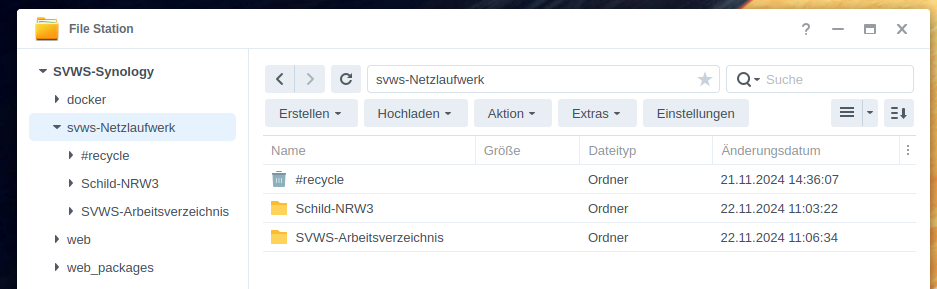 File Station
?
SVWS-Synology
docker
svws-Netzlaufwerk
#recycle
Schild-NRW3
SVWS-Arbeitsverzeichnis
web
web_packages
svws-Netzlaufwerk
Suche
Erstellen Hochladen Aktion Extras Einstellungen
Name Größe Dateityp Änderungsdatum
#recycle Ordner 21.11.2024 14:36:07
Schild-NRW3 Ordner 22.11.2024 11:03:22
SVWS-Arbeitsverzeichnis Ordner 22.11.2024 11:06:34